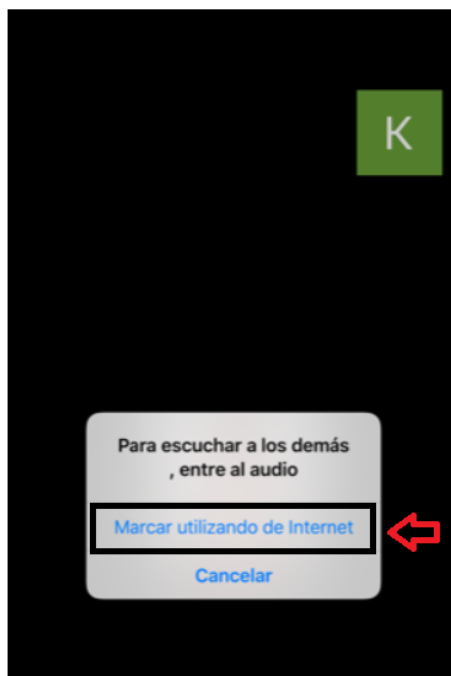 K
Para escuchar a los demás
, entre al audio
Marcar utilizando de Internet
Cancelar